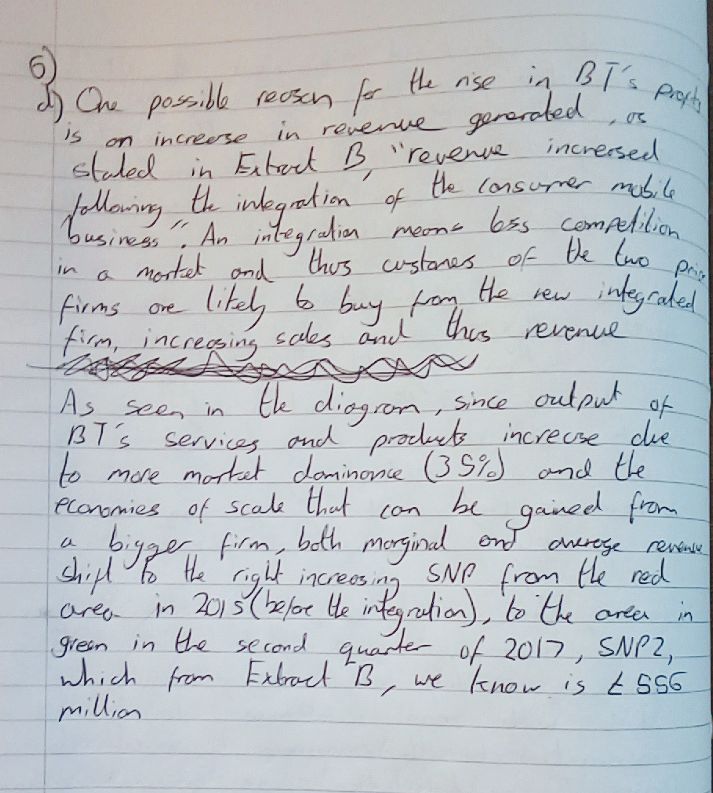 6)
d) One possible reason for the rise in BT's profits
is an increase in revenue generated, as
stated in Extract B, "revenue increased
following the integration of the consumer mobile
business". An integration means less competition
in a market and thus customers of the two prior
firms are likely to buy from the new integrated
firm, increasing sales and thus revenue
As seen in the diagram, since output of
BT's services and products increase due
to more market dominance (35%) and the
economies of scale that can be gained from
a bigger firm, both marginal and average revenue
shift to the right increasing SNP from the red
area in 2015 (before the integration), to the area in
green in the second quarter of 2017, SNP2,
which from Extract B, we know is £556
million